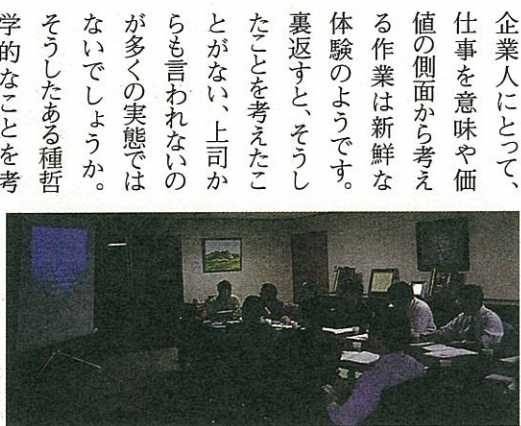 企業人にとって、
仕事を意味や価
値の側面から考え
る作業は新鮮な
体験のようです。
裏返すと、そうし
たことを考えたこ
とがない、上司か
らも言われないの
が多くの実態では
ないでしょうか。
そうしたある種哲
学的なことを考